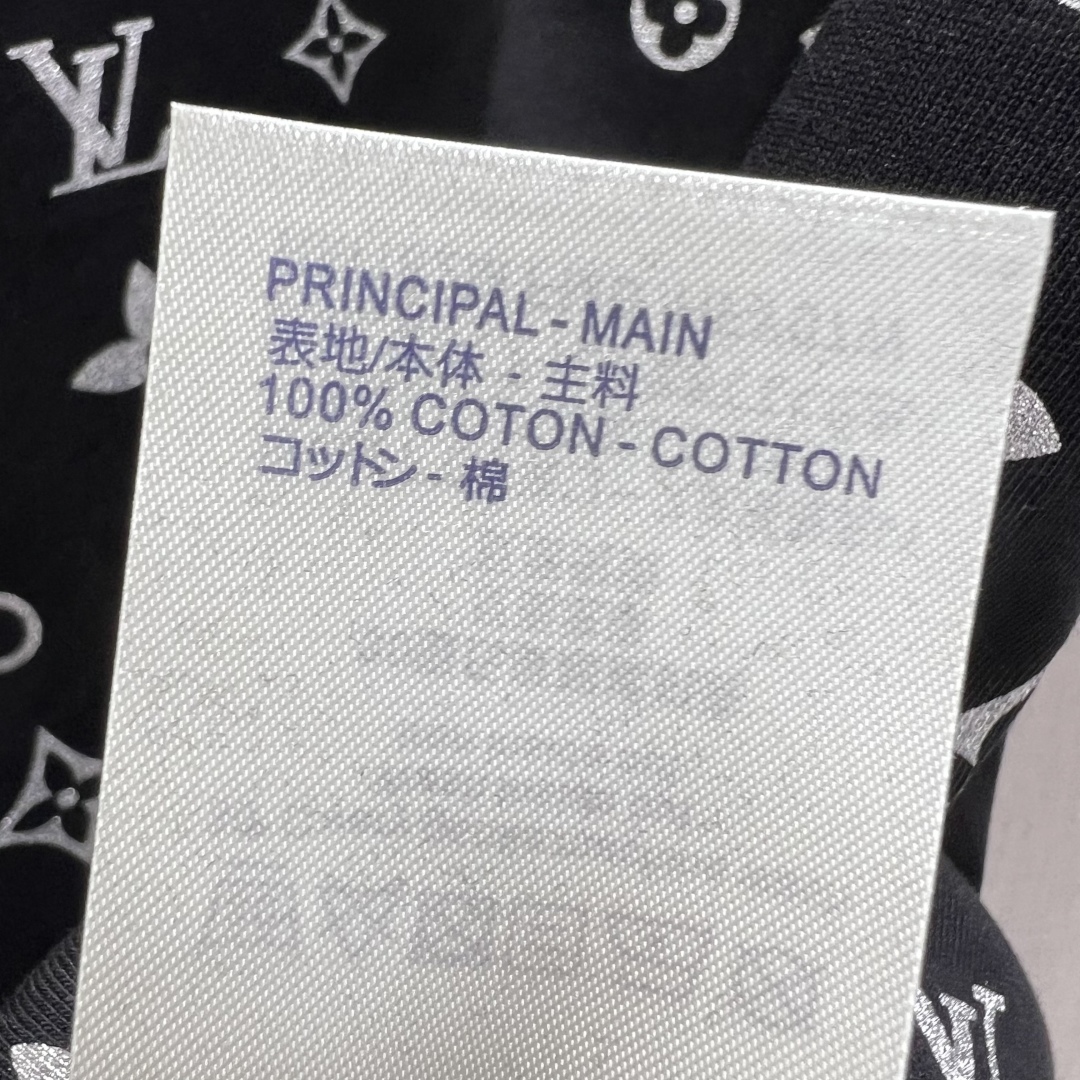 PRINCIPAL - MAIN
表地/本体 - 主料
100% COTON - COTTON
コットン - 棉